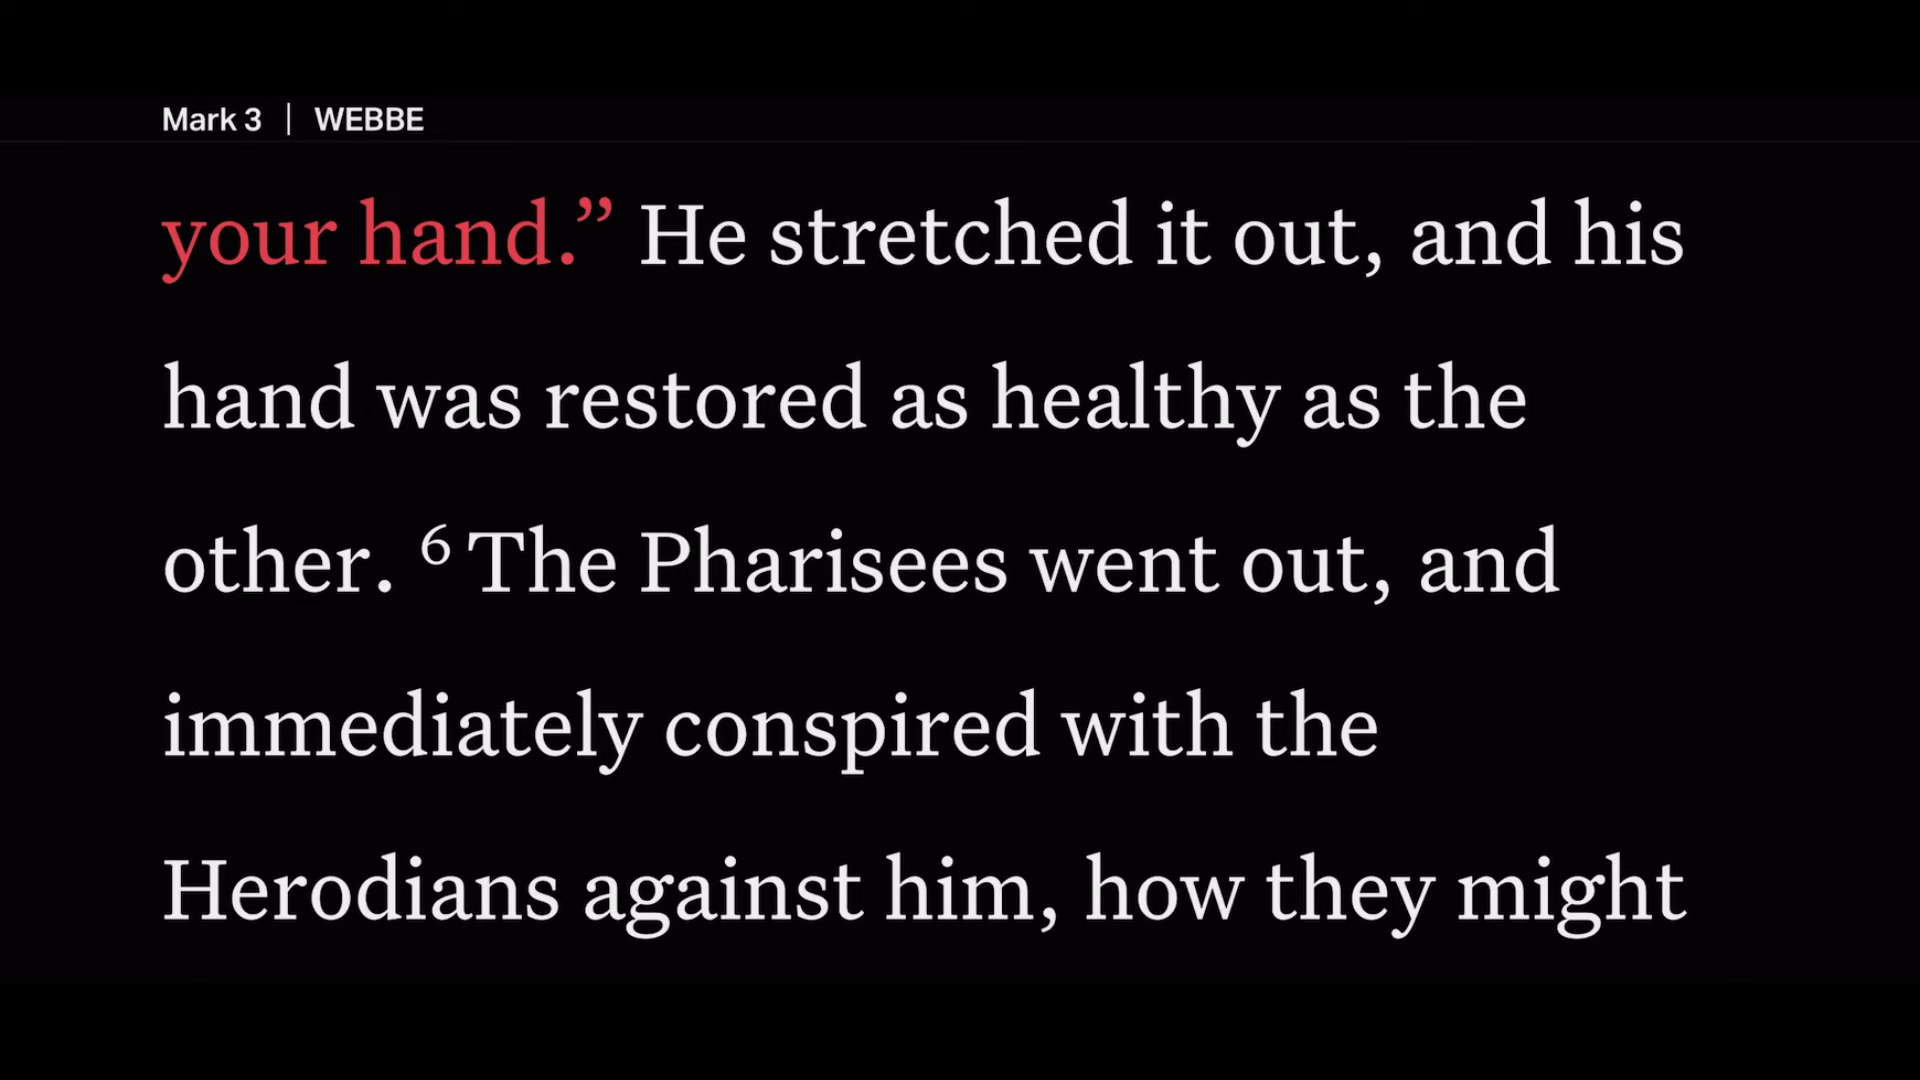 Mark 3 | WEBBE
your hand.” He stretched it out, and his
hand was restored as healthy as the
other. ⁶ The Pharisees went out, and
immediately conspired with the
Herodians against him, how they might